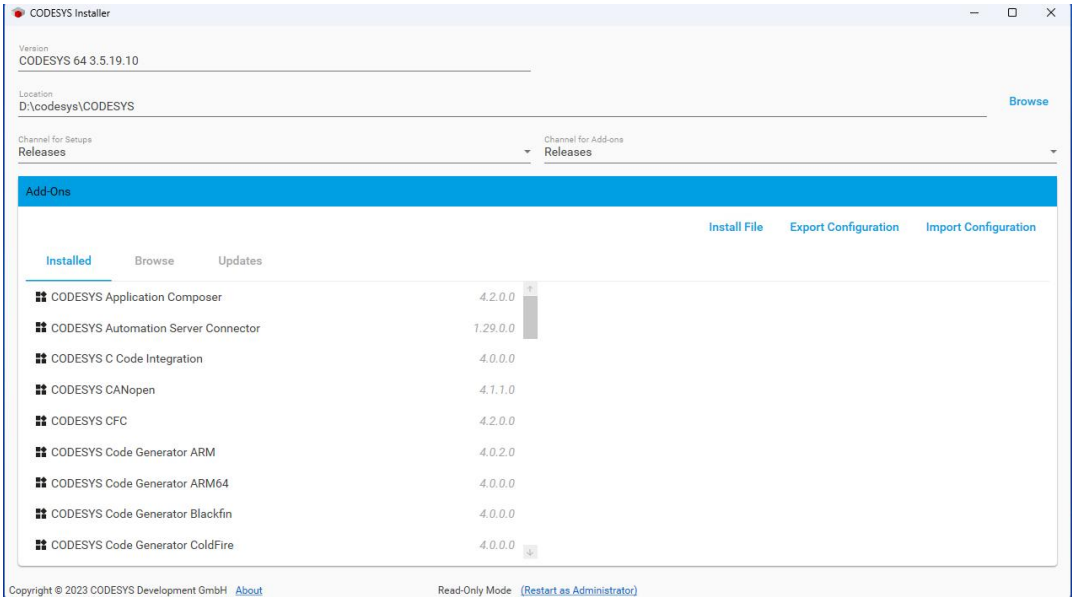 CODESYS Installer
Version
CODESYS 64 3.5.19.10
Location
D:\codesys\CODESYS
Browse
Channel for Setups
Channel for Add-ons
Releases
Releases
Add-Ons
Install File Export Configuration Import Configuration
Installed Browse Updates
CODESYS Application Composer 4.2.0.0
CODESYS Automation Server Connector 1.29.0.0
CODESYS C Code Integration 4.0.0.0
CODESYS CANopen 4.1.1.0
CODESYS CFC 4.2.0.0
CODESYS Code Generator ARM 4.0.2.0
CODESYS Code Generator ARM64 4.0.0.0
CODESYS Code Generator Blackfin 4.0.0.0
CODESYS Code Generator ColdFire 4.0.0.0
Copyright © 2023 CODESYS Development GmbH About Read-Only Mode (Restart as Administrator)